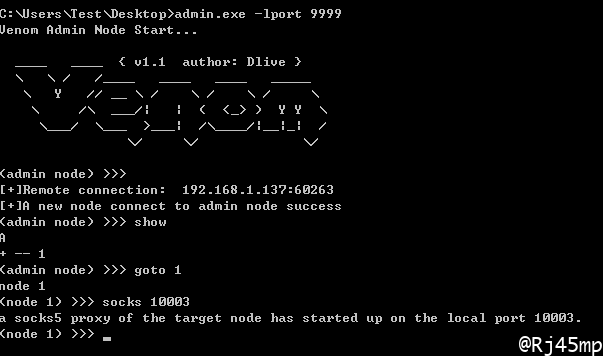 C:\Users\Test\Desktop>admin.exe -lport 9999
Venom Admin Node Start...
{ v1.1 author: Dlive }
Venom
(admin node) >>>
[+]Remote connection: 192.168.1.137:60263
[+]A new node connect to admin node success
(admin node) >>> show
A
+ -- 1
(admin node) >>> goto 1
node 1
(node 1) >>> socks 10003
a socks5 proxy of the target node has started up on the local port 10003.
(node 1) >>> _
@Rj45mp